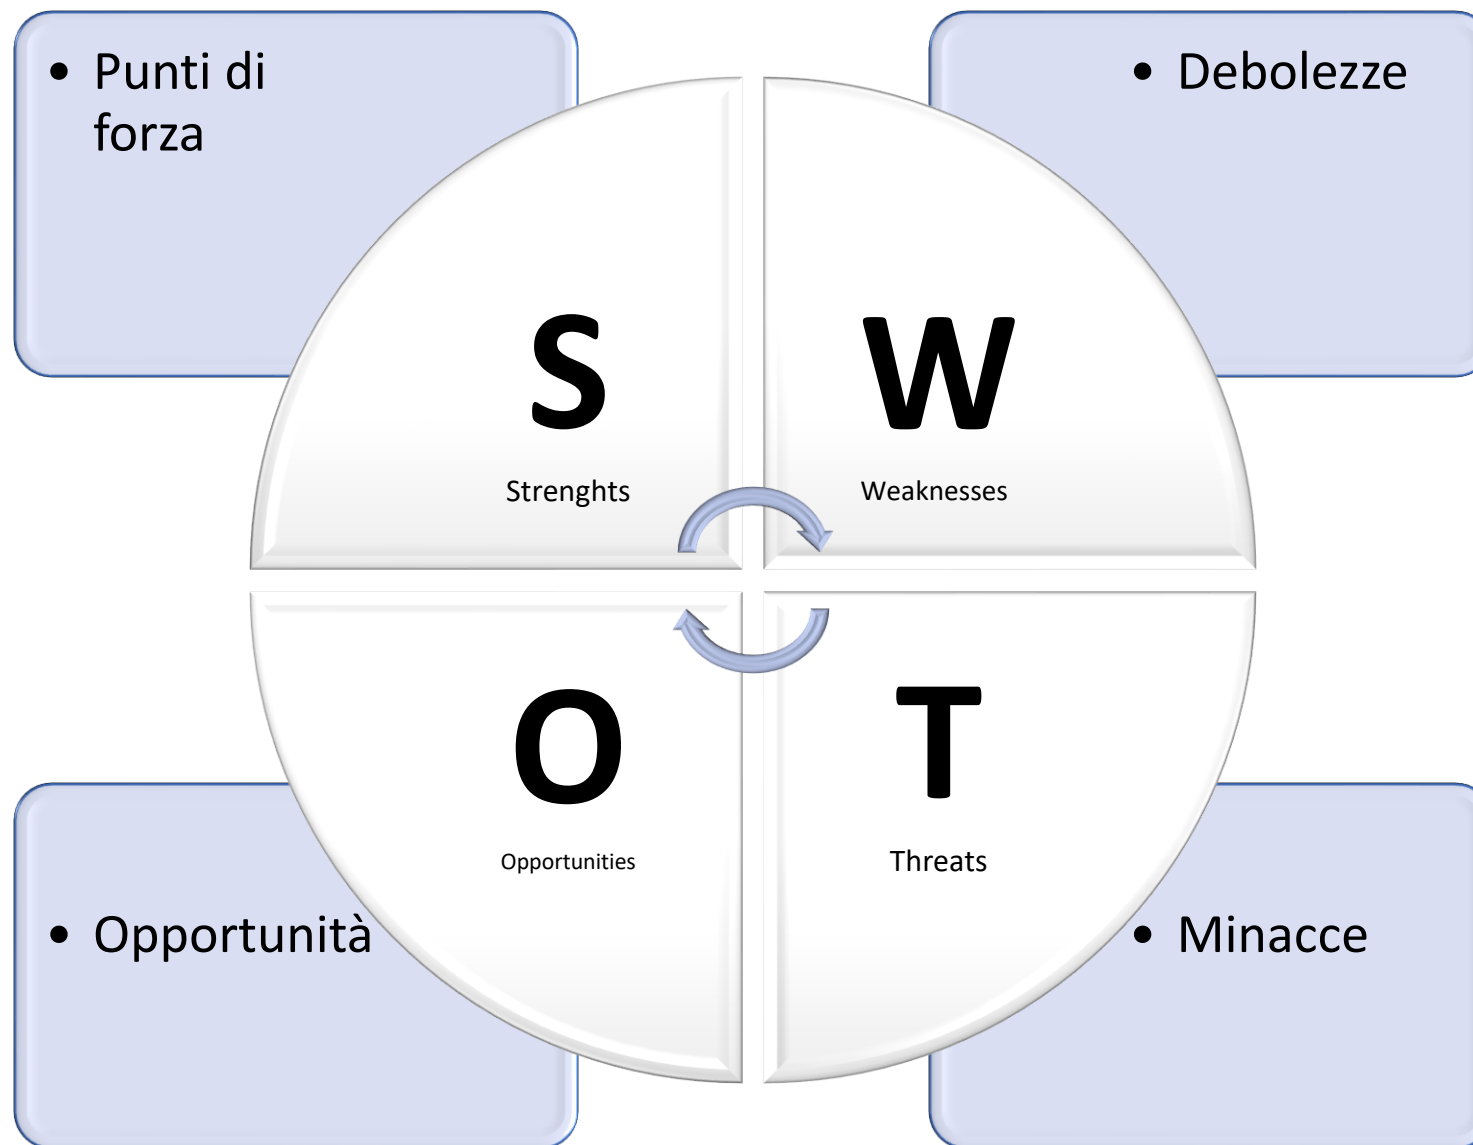 • Punti di
forza
• Debolezze
S
Strenghts
W
Weaknesses
O
Opportunities
T
Threats
• Opportunità
• Minacce